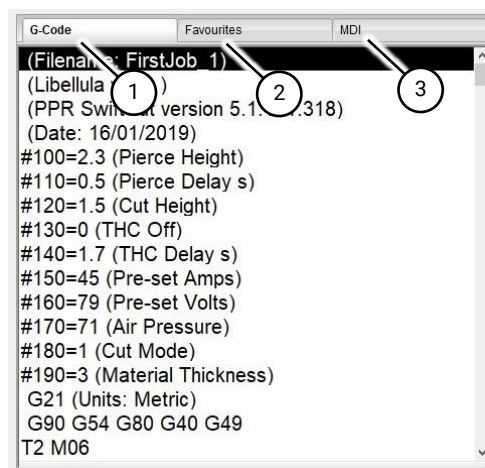 G-Code Favourites MDI
1 2 3
(Filename: FirstJob_1)
(Libellula )
(PPR version 5.1. .318)
(Date: 16/01/2019)
#100=2.3 (Pierce Height)
#110=0.5 (Pierce Delay s)
#120=1.5 (Cut Height)
#130=0 (THC Off)
#140=1.7 (THC Delay s)
#150=45 (Pre-set Amps)
#160=79 (Pre-set Volts)
#170=71 (Air Pressure)
#180=1 (Cut Mode)
#190=3 (Material Thickness)
G21 (Units: Metric)
G90 G54 G80 G40 G49
T2 M06